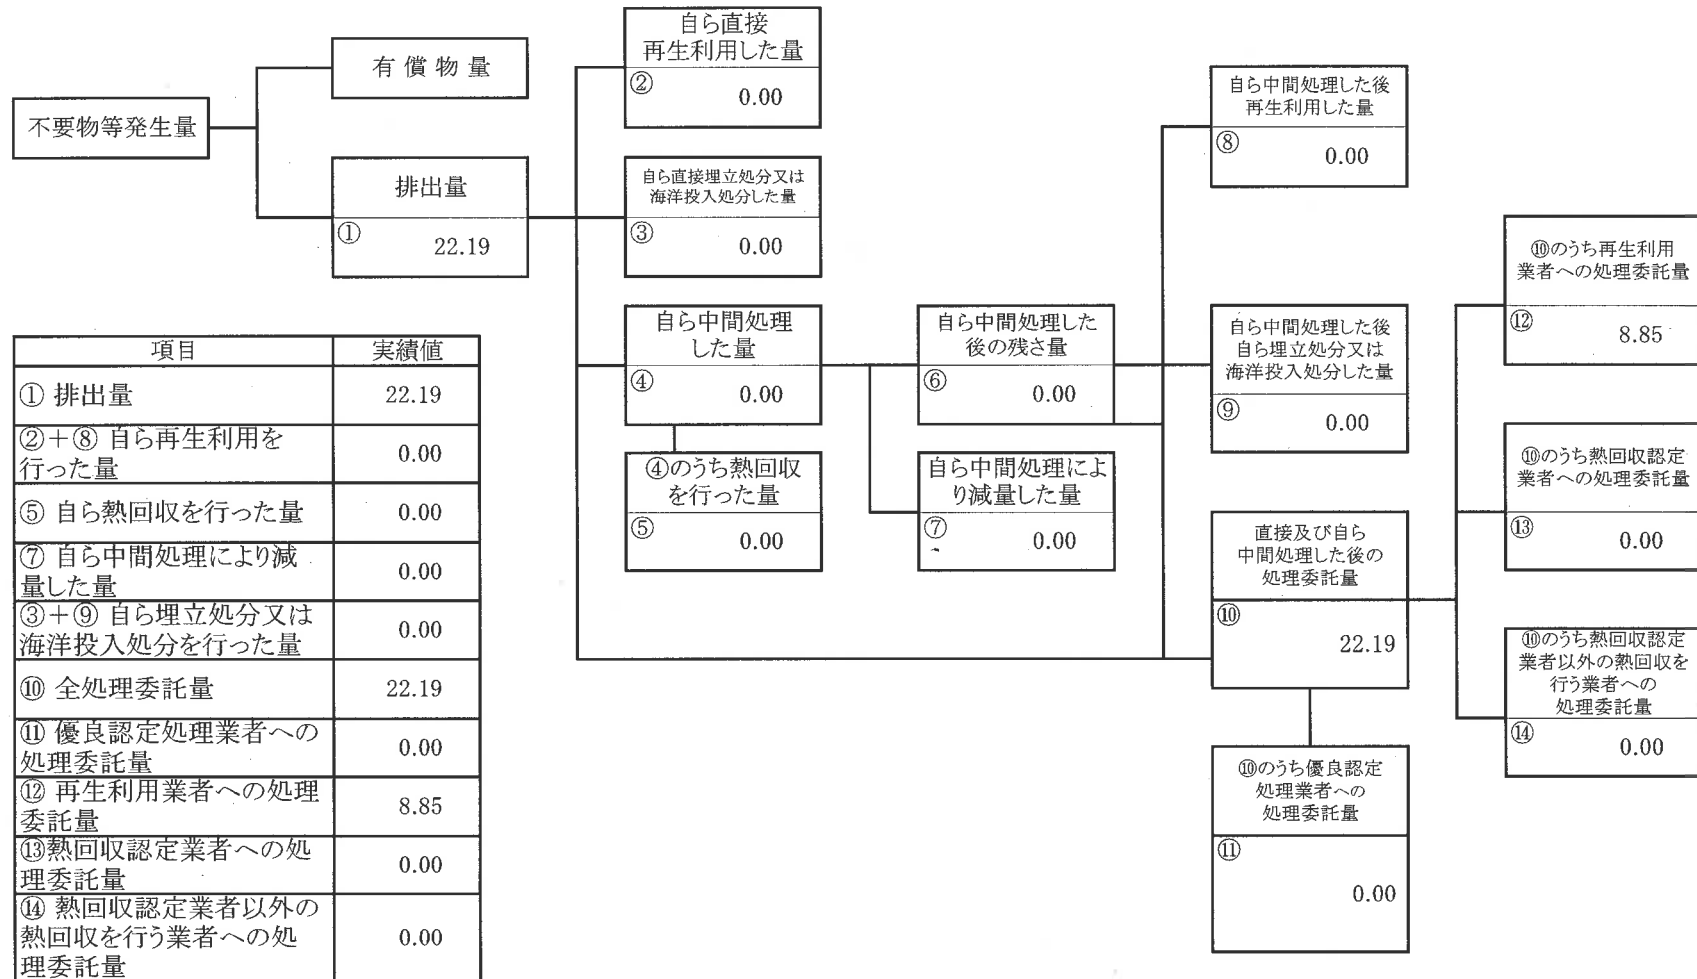 不要物等発生量
有償物量
排出量
①
22.19
自ら直接
再生利用した量
②
0.00
自ら直接埋立処分又は
海洋投入処分した量
③
0.00
自ら中間処理
した量
④
0.00
④のうち熱回収
を行った量
⑤
0.00
自ら中間処理した
後の残さ量
⑥
0.00
自ら中間処理によ
り減量した量
⑦
0.00
自ら中間処理した後
再生利用した量
⑧
0.00
自ら中間処理した後
自ら埋立処分又は
海洋投入処分した量
⑨
0.00
直接及び自ら
中間処理した後の
処理委託量
⑩
22.19
⑩のうち優良認定
処理業者への
処理委託量
⑪
0.00
⑩のうち再生利用
業者への処理委託量
⑫
8.85
⑩のうち熱回収認定
業者への処理委託量
⑬
0.00
⑩のうち熱回収認定
業者以外の熱回収を
行う業者への
処理委託量
⑭
0.00
項目 実績値
① 排出量 22.19
②＋⑧ 自ら再生利用を
行った量 0.00
⑤ 自ら熱回収を行った量 0.00
⑦ 自ら中間処理により減
量した量 0.00
③＋⑨ 自ら埋立処分又は
海洋投入処分を行った量 0.00
⑩ 全処理委託量 22.19
⑪ 優良認定処理業者への
処理委託量 0.00
⑫ 再生利用業者への処理
委託量 8.85
⑬熱回収認定業者への処
理委託量 0.00
⑭ 熱回収認定業者以外の
熱回収を行う業者への処
理委託量 0.00